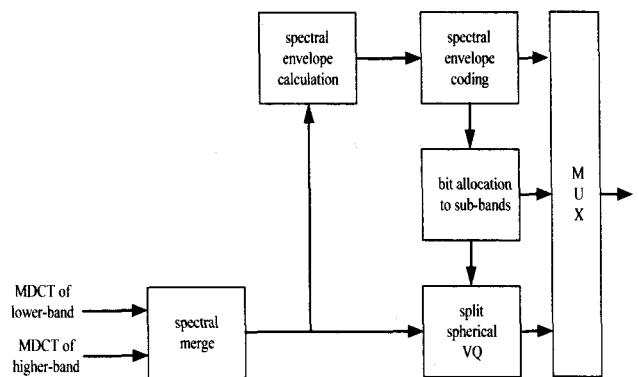 spectral
envelope
calculation
spectral
envelope
coding
bit allocation
to sub-bands
M
U
X
MDCT of
lower-band
MDCT of
higher-band
spectral
merge
split
spherical
VQ